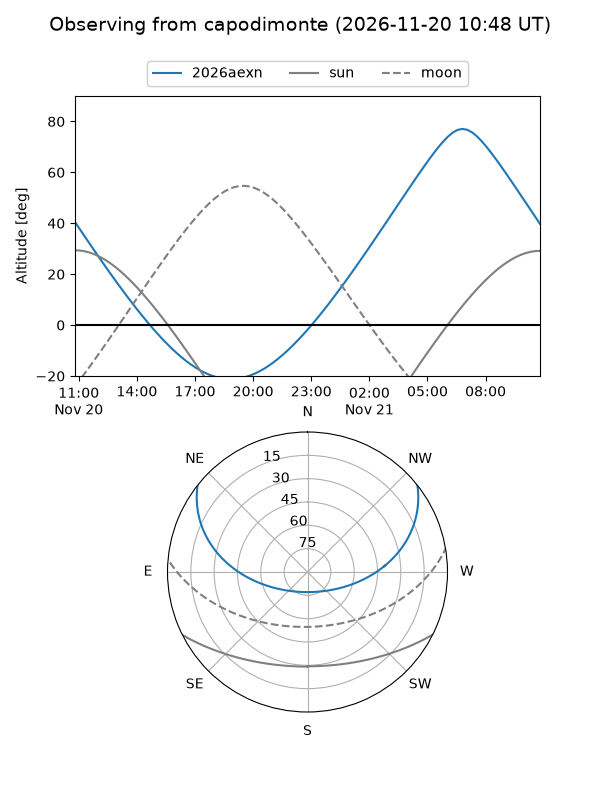 Observing from capodimonte (2026-11-20 10:48 UT)
2026aexn sun moon
Altitude [deg]
80
60
40
20
0
−20
11:00 14:00 17:00 20:00 23:00 02:00 05:00 08:00
Nov 20 Nov 21
N
NE NW
15
30
45
60
75
E W
SE SW
S